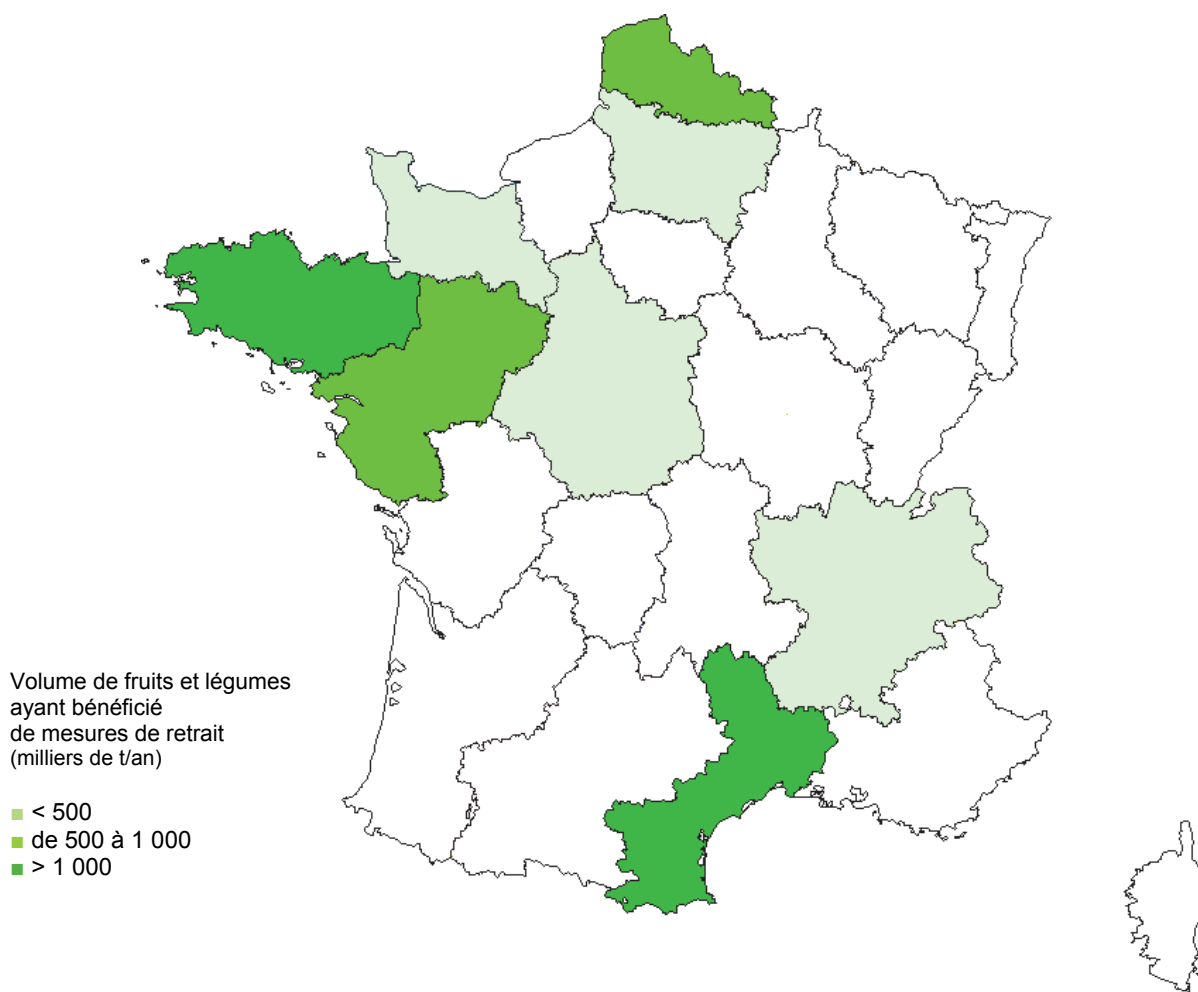 Volume de fruits et légumes
ayant bénéficié
de mesures de retrait
(milliers de t/an)
< 500
de 500 à 1 000
> 1 000